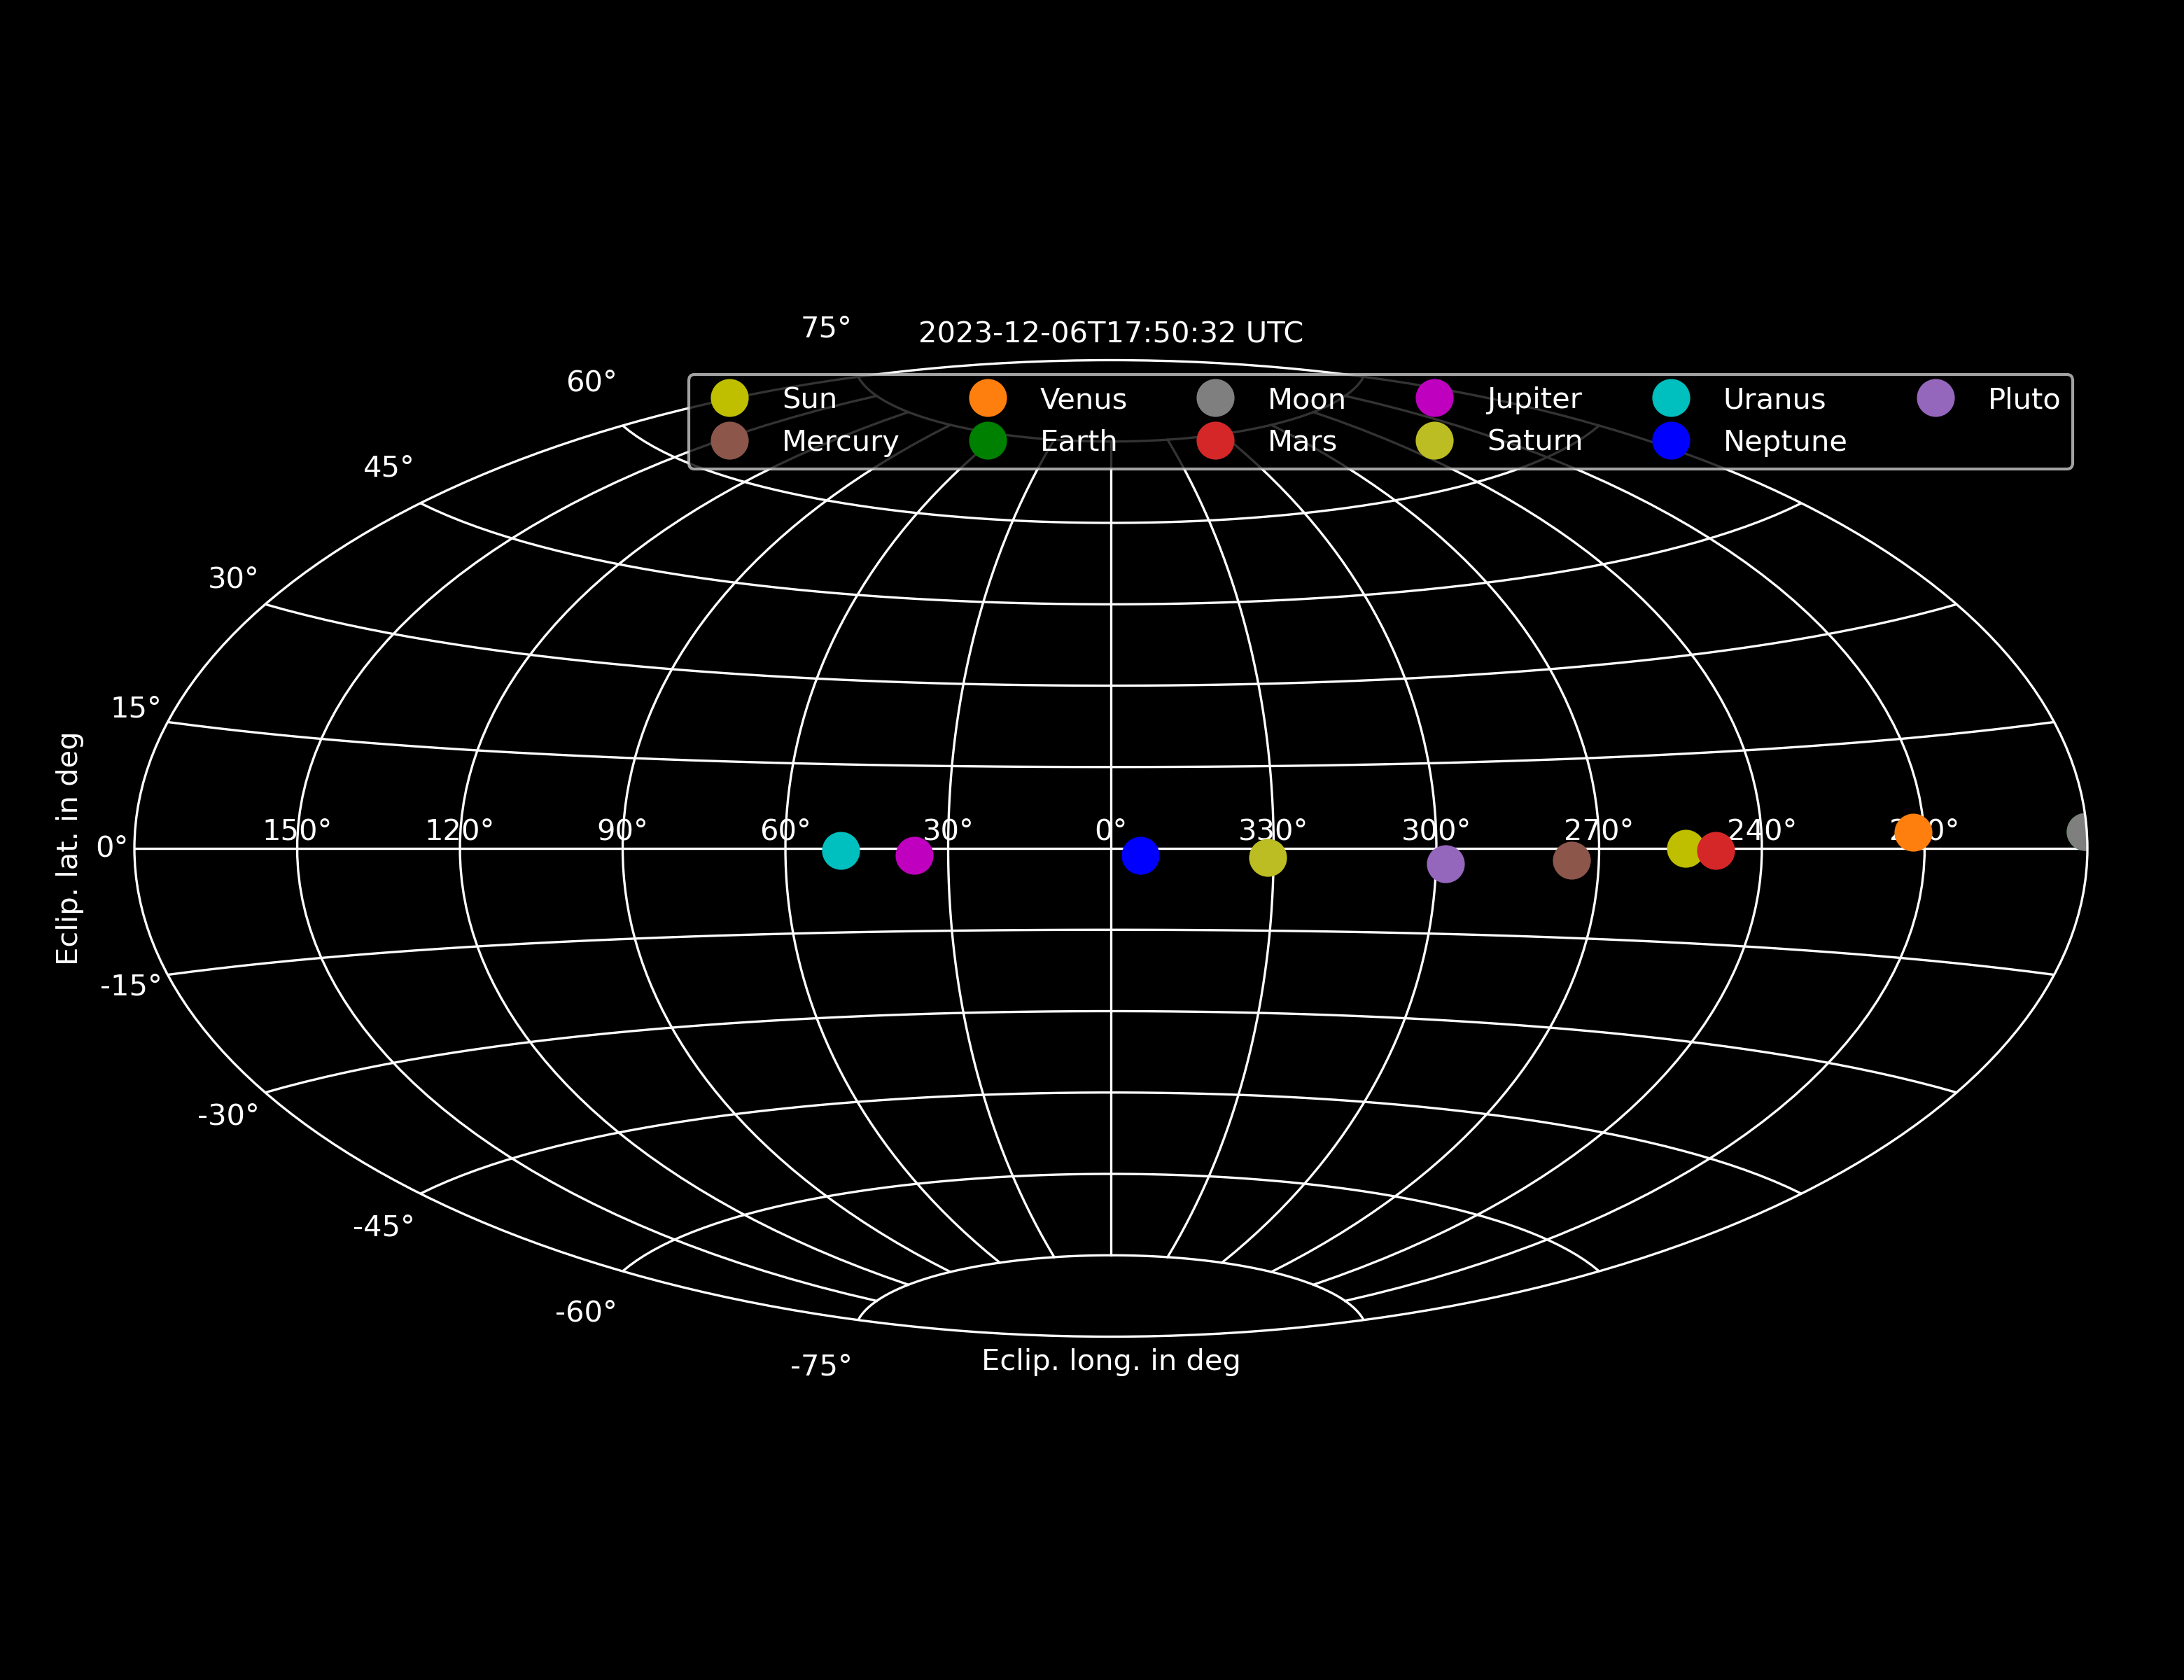 75°
2023-12-06T17:50:32 UTC
60°
Sun Venus Moon Jupiter Uranus Pluto
Mercury Earth Mars Saturn Neptune
45°
30°
15°
150° 120° 90° 60° 30° 0° 330° 300° 270° 240°
0°
Eclip. lat. in deg
-15°
-30°
-45°
-60°
Eclip. long. in deg
-75°